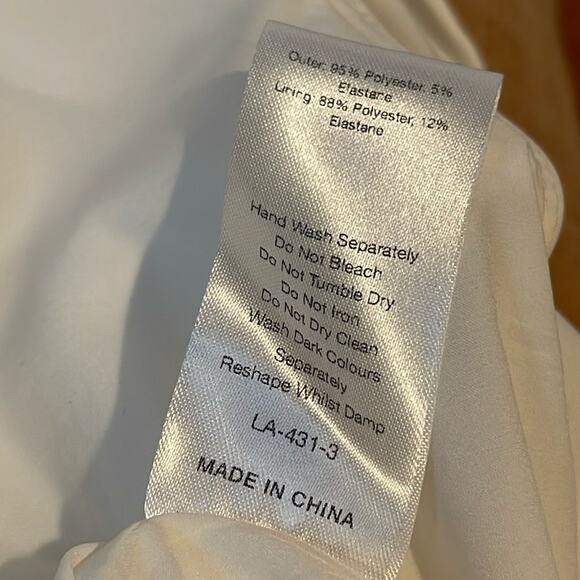 Outer: 95% Polyester, 5%
Elastane
Lining: 88% Polyester, 12%
Elastane
Hand Wash Separately
Do Not Bleach
Do Not Tumble Dry
Do Not Iron
Do Not Dry Clean
Wash Dark Colours
Separately
Reshape Whilst Damp
LA-431-3
MADE IN CHINA